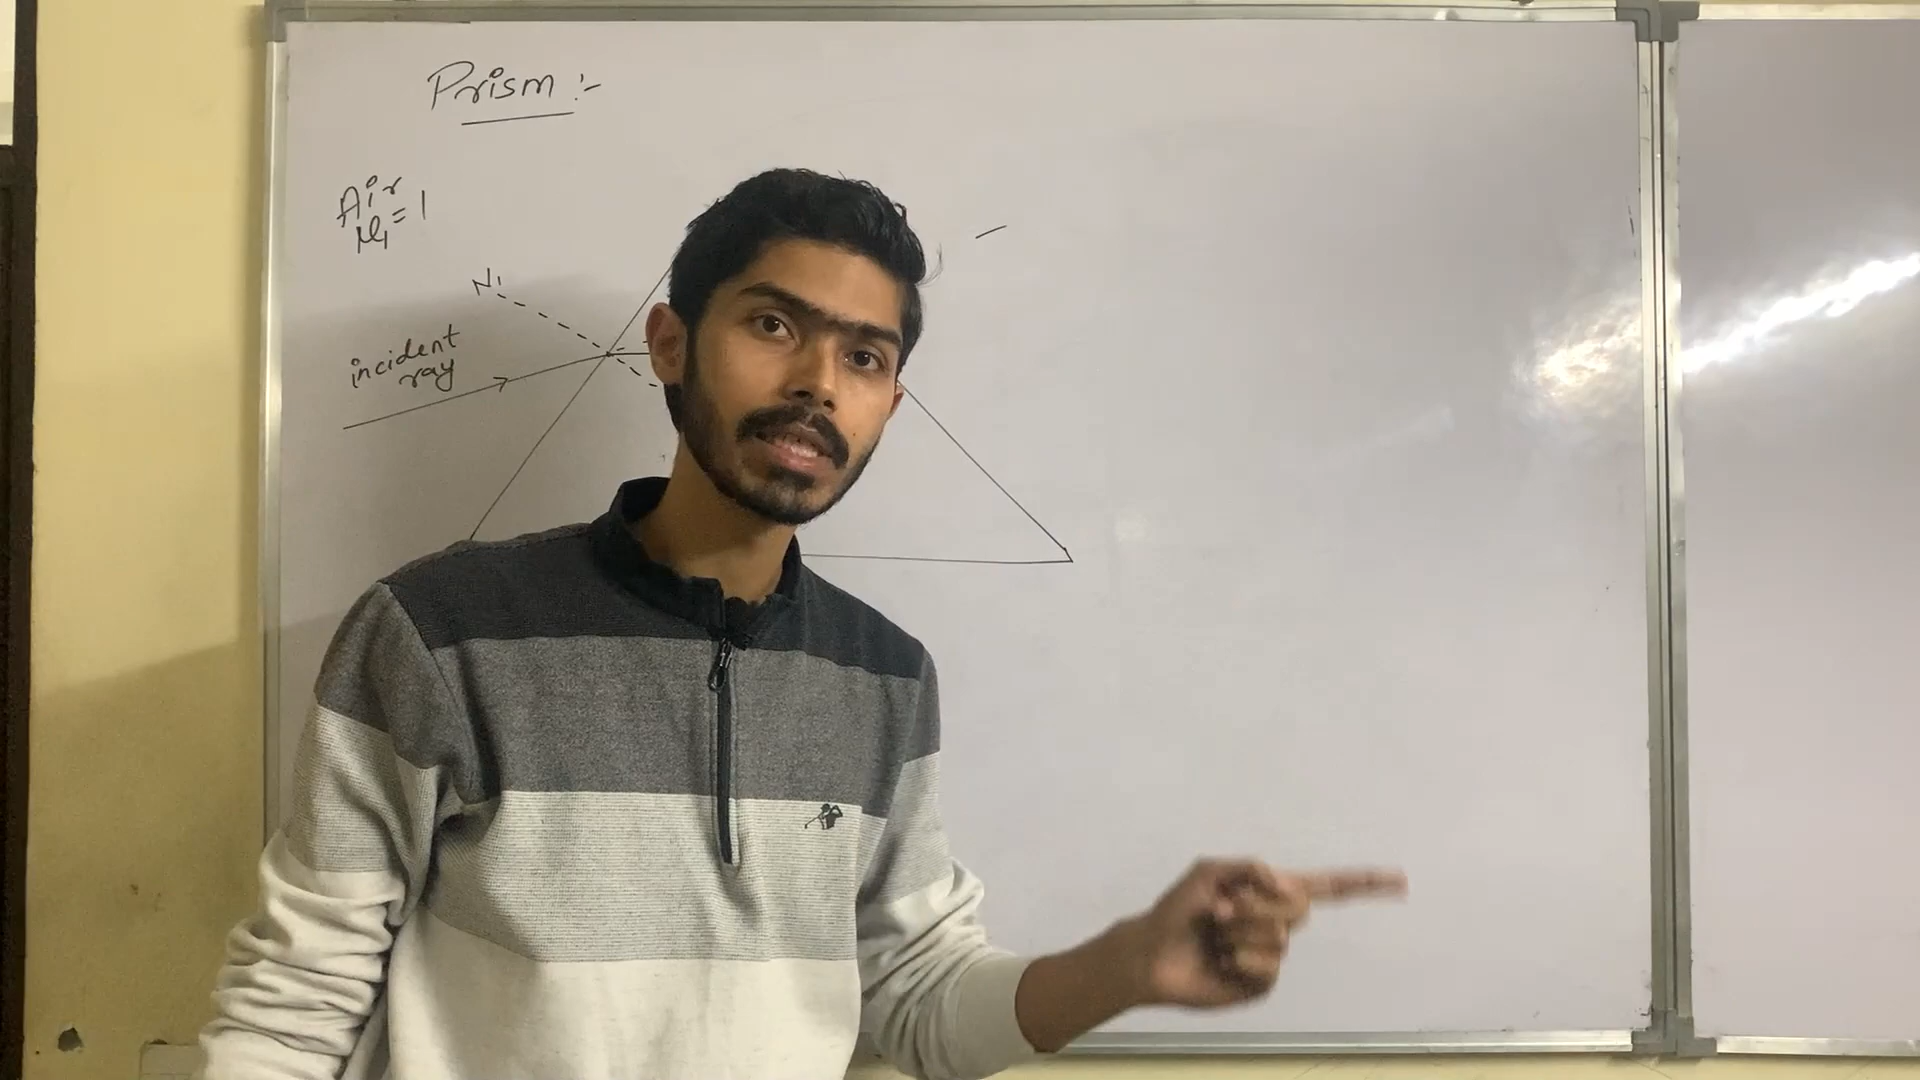 Prism :-
Air
μ₁ = 1
N₁
incident
ray